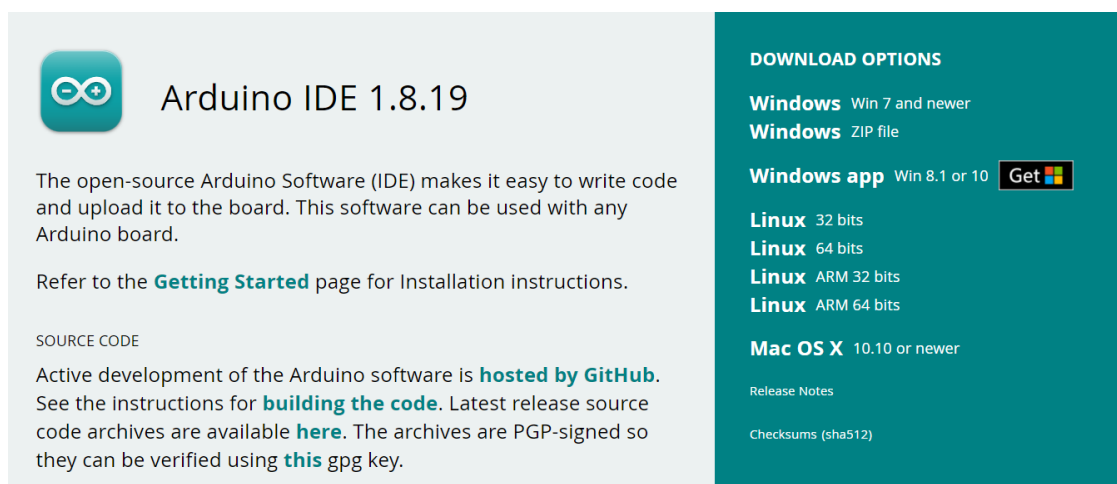 Arduino IDE 1.8.19
The open-source Arduino Software (IDE) makes it easy to write code
and upload it to the board. This software can be used with any
Arduino board.
Refer to the Getting Started page for Installation instructions.
SOURCE CODE
Active development of the Arduino software is hosted by GitHub.
See the instructions for building the code. Latest release source
code archives are available here. The archives are PGP-signed so
they can be verified using this gpg key.
DOWNLOAD OPTIONS
Windows Win 7 and newer
Windows ZIP file
Windows app Win 8.1 or 10 Get
Linux 32 bits
Linux 64 bits
Linux ARM 32 bits
Linux ARM 64 bits
Mac OS X 10.10 or newer
Release Notes
Checksums (sha512)